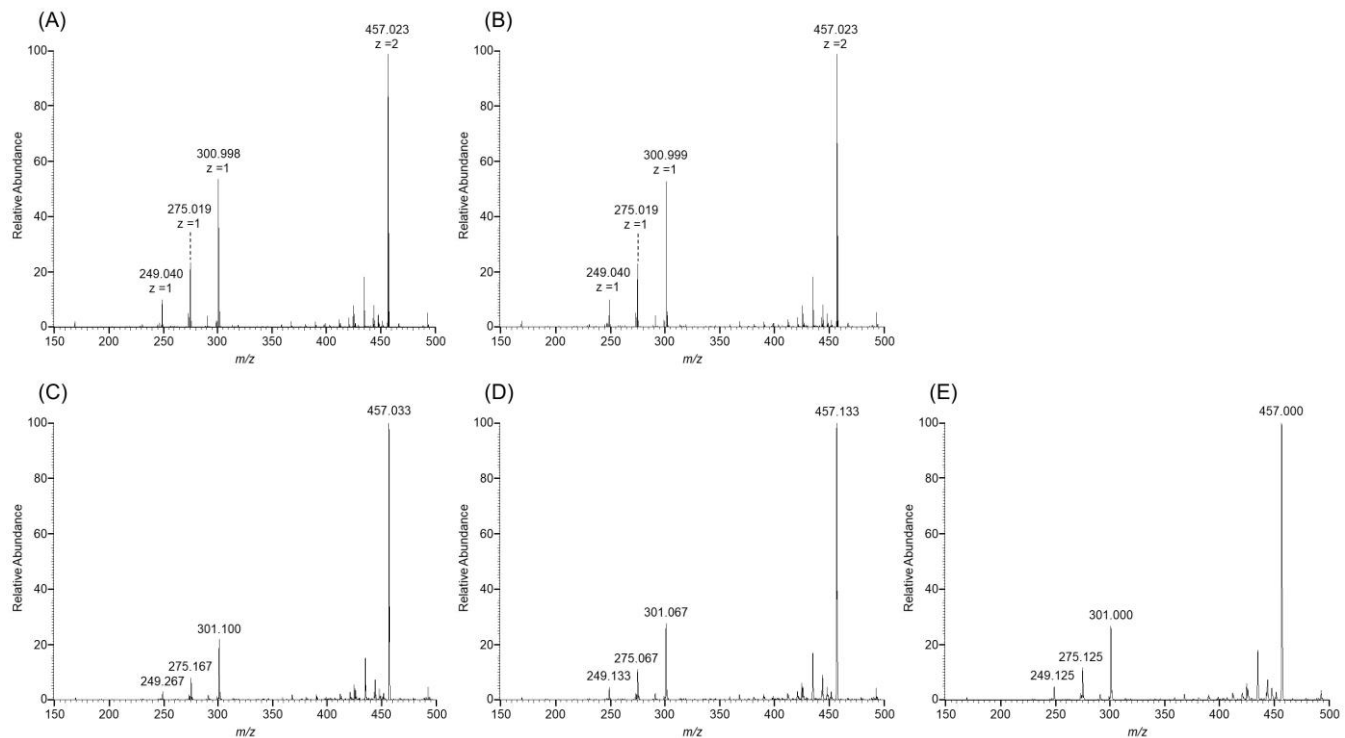 (A)
457.023
z =2
300.998
z =1
275.019
z =1
249.040
z =1
100
80
60
40
20
0
Relative Abundance
150 200 250 300 350 400 450 500
m/z
(B)
457.023
z =2
300.999
z =1
275.019
z =1
249.040
z =1
100
80
60
40
20
0
Relative Abundance
150 200 250 300 350 400 450 500
m/z
(C)
457.033
301.100
275.167
249.267
100
80
60
40
20
0
Relative Abundance
150 200 250 300 350 400 450 500
m/z
(D)
457.133
301.067
275.067
249.133
100
80
60
40
20
0
Relative Abundance
150 200 250 300 350 400 450 500
m/z
(E)
457.000
301.000
275.125
249.125
100
80
60
40
20
0
Relative Abundance
150 200 250 300 350 400 450 500
m/z